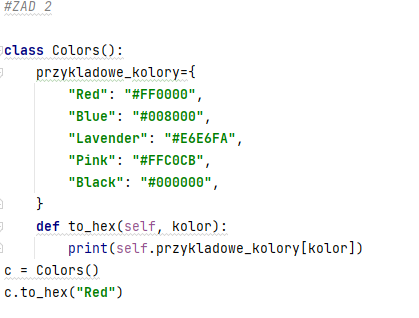 #ZAD 2
class Colors():
    przykladowe_kolory={
        "Red": "#FF0000",
        "Blue": "#008000",
        "Lavender": "#E6E6FA",
        "Pink": "#FFC0CB",
        "Black": "#000000",
    }
    def to_hex(self, kolor):
        print(self.przykladowe_kolory[kolor])
c = Colors()
c.to_hex("Red")